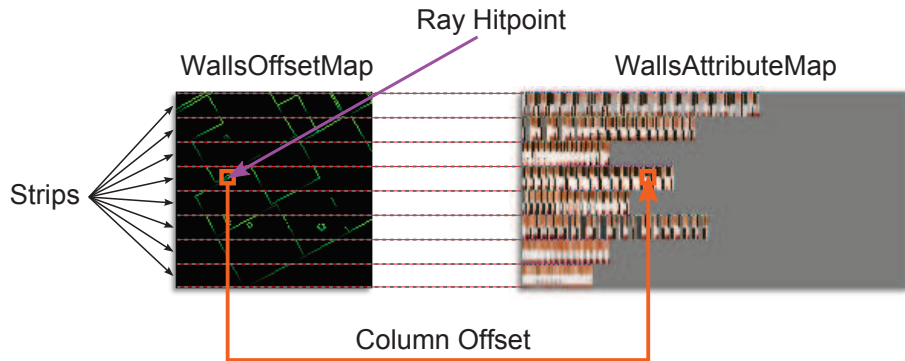 Ray Hitpoint
WallsOffsetMap
WallsAttributeMap
Strips
Column Offset